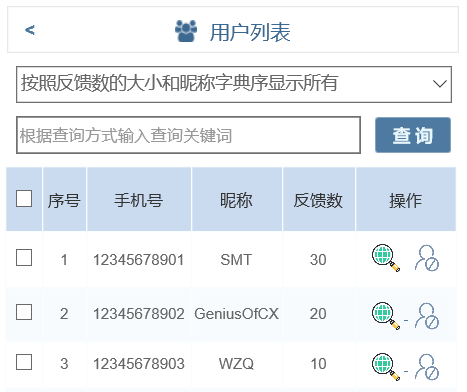 < 用户列表
按照反馈数的大小和昵称字典序显示所有
根据查询方式输入查询关键词 查 询
序号 手机号 昵称 反馈数 操作
1 12345678901 SMT 30
2 12345678902 GeniusOfCX 20 -
3 12345678903 WZQ 10 -